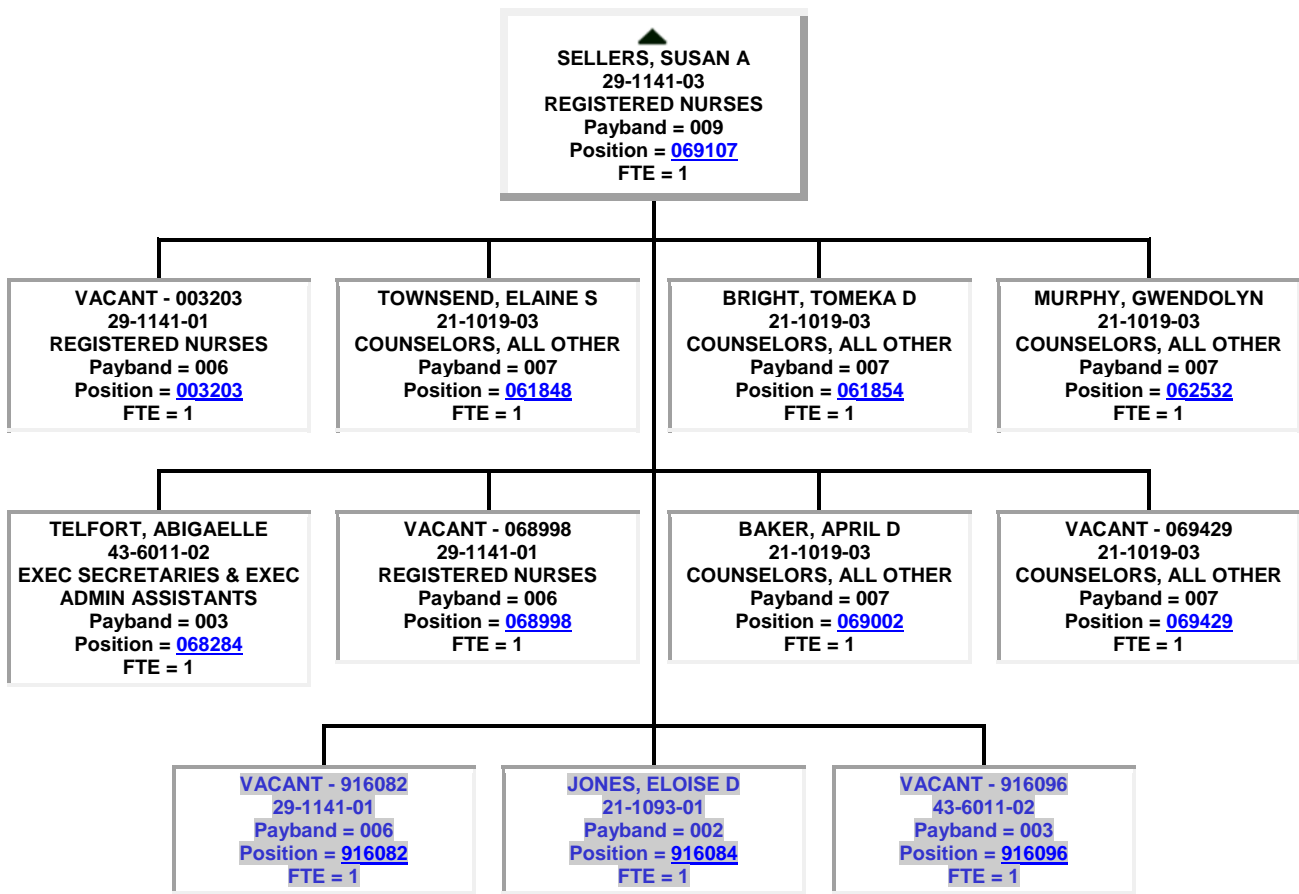 SELLERS, SUSAN A
29-1141-03
REGISTERED NURSES
Payband = 009
Position = 069107
FTE = 1
VACANT - 003203
29-1141-01
REGISTERED NURSES
Payband = 006
Position = 003203
FTE = 1
TOWNSEND, ELAINE S
21-1019-03
COUNSELORS, ALL OTHER
Payband = 007
Position = 061848
FTE = 1
BRIGHT, TOMEKA D
21-1019-03
COUNSELORS, ALL OTHER
Payband = 007
Position = 061854
FTE = 1
MURPHY, GWENDOLYN
21-1019-03
COUNSELORS, ALL OTHER
Payband = 007
Position = 062532
FTE = 1
TELFORT, ABIGAELLE
43-6011-02
EXEC SECRETARIES & EXEC
ADMIN ASSISTANTS
Payband = 003
Position = 068284
FTE = 1
VACANT - 068998
29-1141-01
REGISTERED NURSES
Payband = 006
Position = 068998
FTE = 1
BAKER, APRIL D
21-1019-03
COUNSELORS, ALL OTHER
Payband = 007
Position = 069002
FTE = 1
VACANT - 069429
21-1019-03
COUNSELORS, ALL OTHER
Payband = 007
Position = 069429
FTE = 1
VACANT - 916082
29-1141-01
Payband = 006
Position = 916082
FTE = 1
JONES, ELOISE D
21-1093-01
Payband = 002
Position = 916084
FTE = 1
VACANT - 916096
43-6011-02
Payband = 003
Position = 916096
FTE = 1